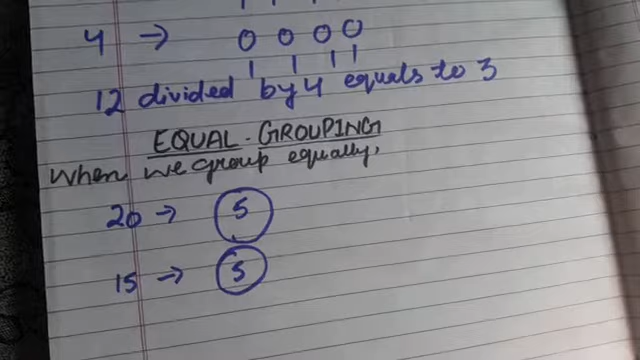 4 → 0 0 0 0
| | | |
12 divided by 4 equals to 3
EQUAL - GROUPING
When we group equally,
20 → 5
15 → 5